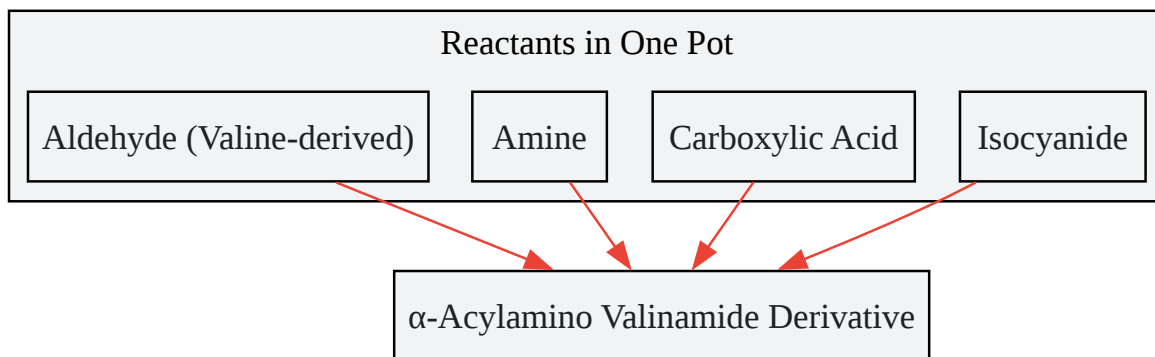 Reactants in One Pot
Aldehyde (Valine-derived)
Amine
Carboxylic Acid
Isocyanide
α-Acylamino Valinamide Derivative